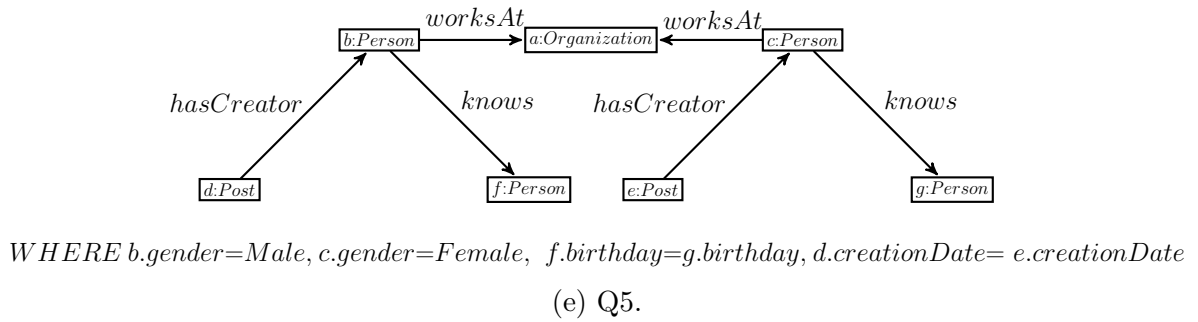 worksAt worksAt
b:Person a:Organization c:Person
hasCreator knows hasCreator knows
d:Post f:Person e:Post g:Person
WHERE b.gender=Male, c.gender=Female, f.birthday=g.birthday, d.creationDate= e.creationDate
(e) Q5.